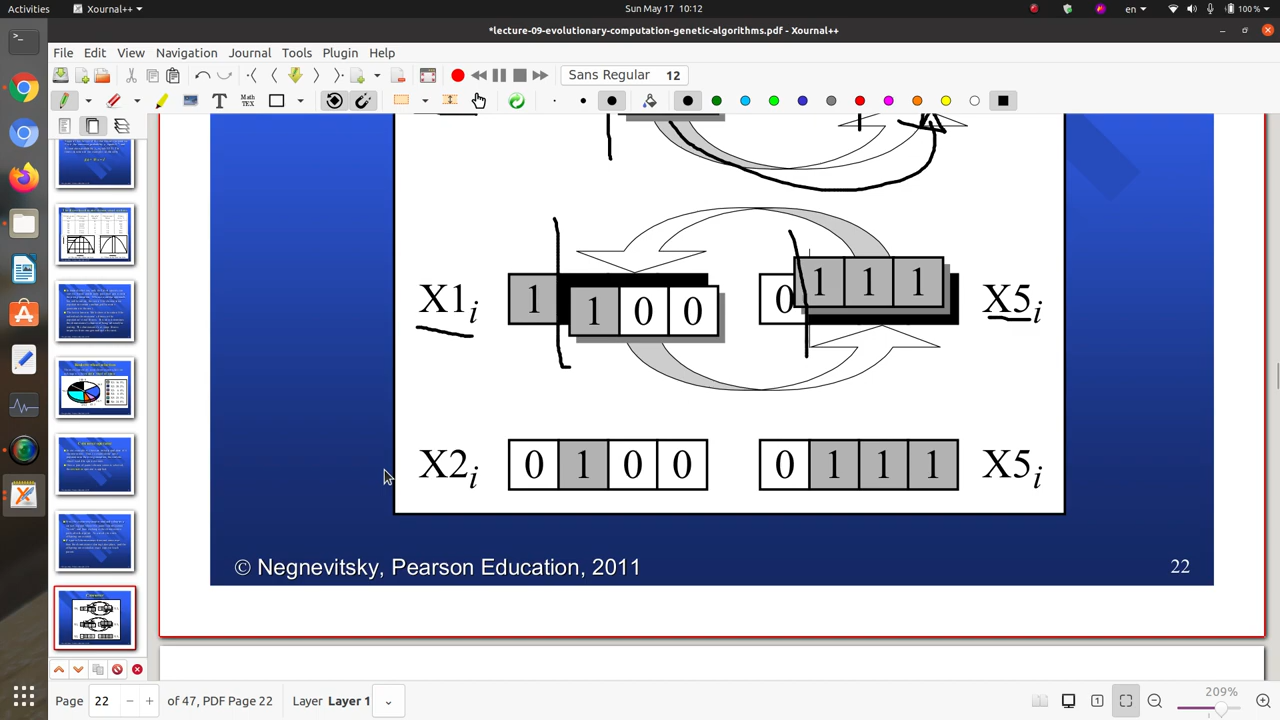 Activities Xournal++ Sun May 17 10:12 en 100 %
*lecture-09-evolutionary-computation-genetic-algorithms.pdf - Xournal++
File Edit View Navigation Journal Tools Plugin Help
Sans Regular 12
X1i 1 1 0 0 0 1 1 1 X5i
X2i 0 1 0 0 0 1 1 1 X5i
© Negnevitsky, Pearson Education, 2011 22
Page 22 of 47, PDF Page 22 Layer Layer 1 209%